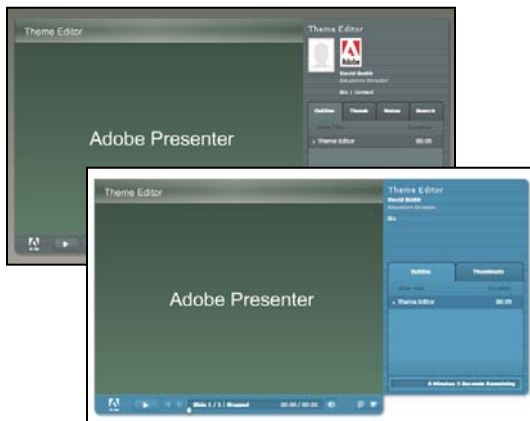 Theme Editor
Adobe Presenter
Theme Editor
Adobe
David Smith
Education Director
Bio | Contact
Outline Thumb Notes Search
Slide Title Duration
Theme Editor 00:05
Theme Editor
Adobe Presenter
Slide 1 / 1 | Stopped 00:00 / 00:05
Theme Editor
David Smith
Education Director
Bio
Outline Thumbnails
Slide Title Duration
Theme Editor 00:05
0 Minutes 5 Seconds Remaining